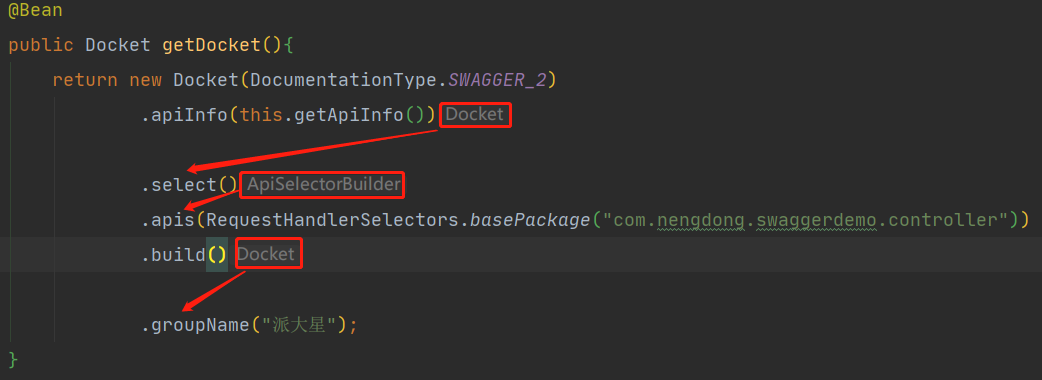 @Bean
public Docket getDocket(){
return new Docket(DocumentationType.SWAGGER_2)
.apiInfo(this.getApiInfo()) Docket
.select() ApiSelectorBuilder
.apis(RequestHandlerSelectors.basePackage("com.nengdong.swaggerdemo.controller"))
.build() Docket
.groupName("派大星");
}